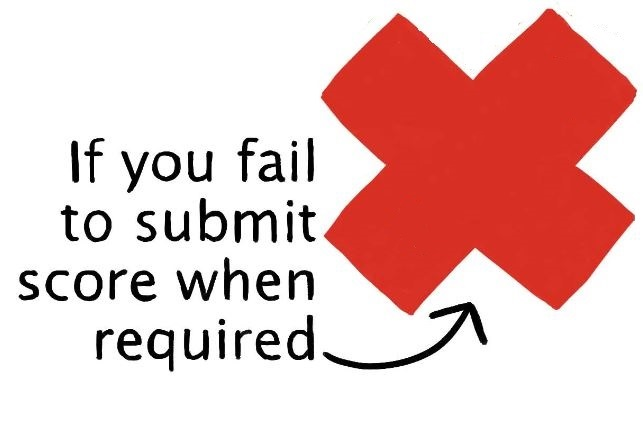 If you fail
to submit
score when
required